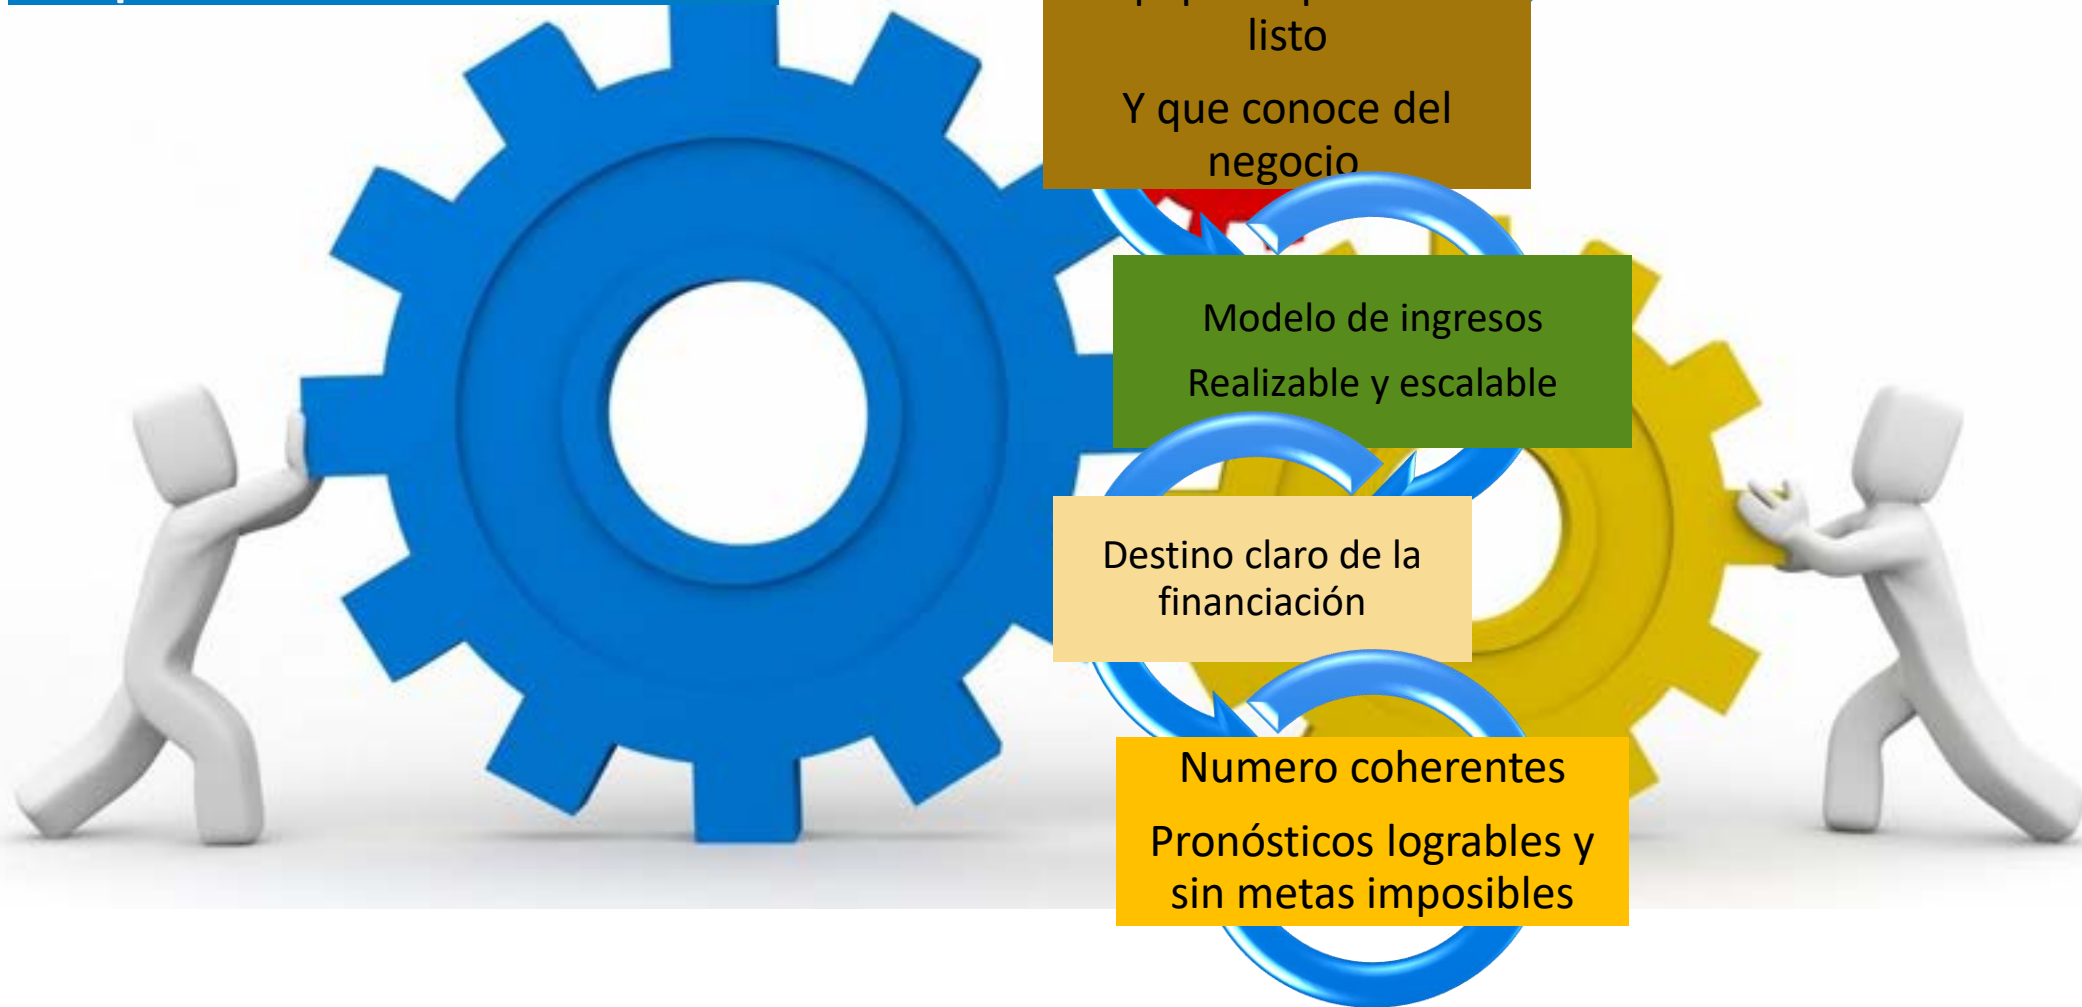 listo
Y que conoce del
negocio
Modelo de ingresos
Realizable y escalable
Destino claro de la
financiación
Numero coherentes
Pronósticos logrables y
sin metas imposibles